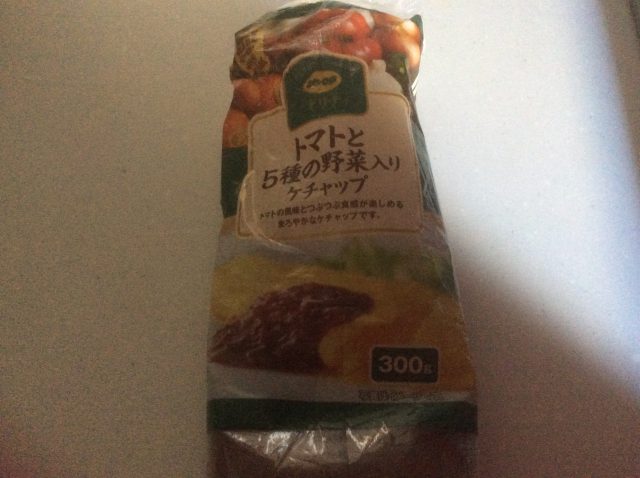 CO・OP
トマトと
5種の野菜入り
ケチャップ
トマトの風味とつぶつぶ食感が楽しめる
まろやかなケチャップです。
300g